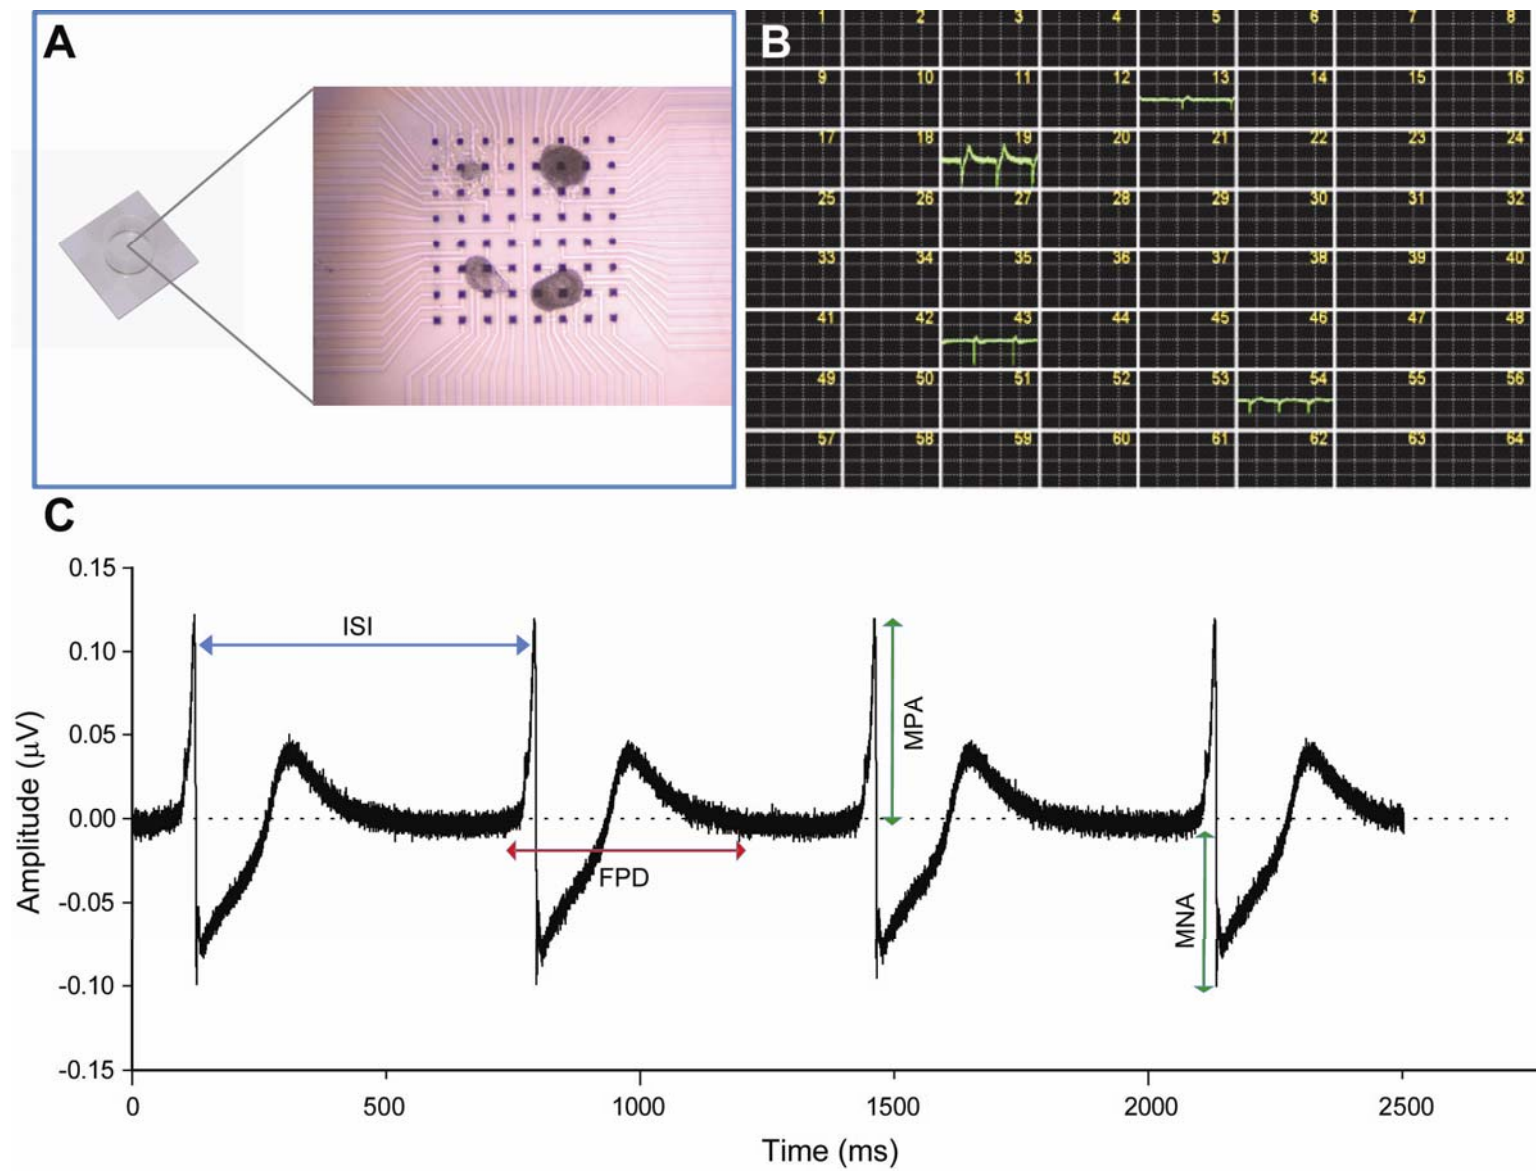 A
B
1 2 3 4 5 6 7 8
9 10 11 12 13 14 15 16
17 18 19 20 21 22 23 24
25 26 27 28 29 30 31 32
33 34 35 36 37 38 39 40
41 42 43 44 45 46 47 48
49 50 51 52 53 54 55 56
57 58 59 60 61 62 63 64
C
0.15
ISI
0.10
MPA
0.05
Amplitude (μV)
0.00
FPD
-0.05
MNA
-0.10
-0.15
0 500 1000 1500 2000 2500
Time (ms)